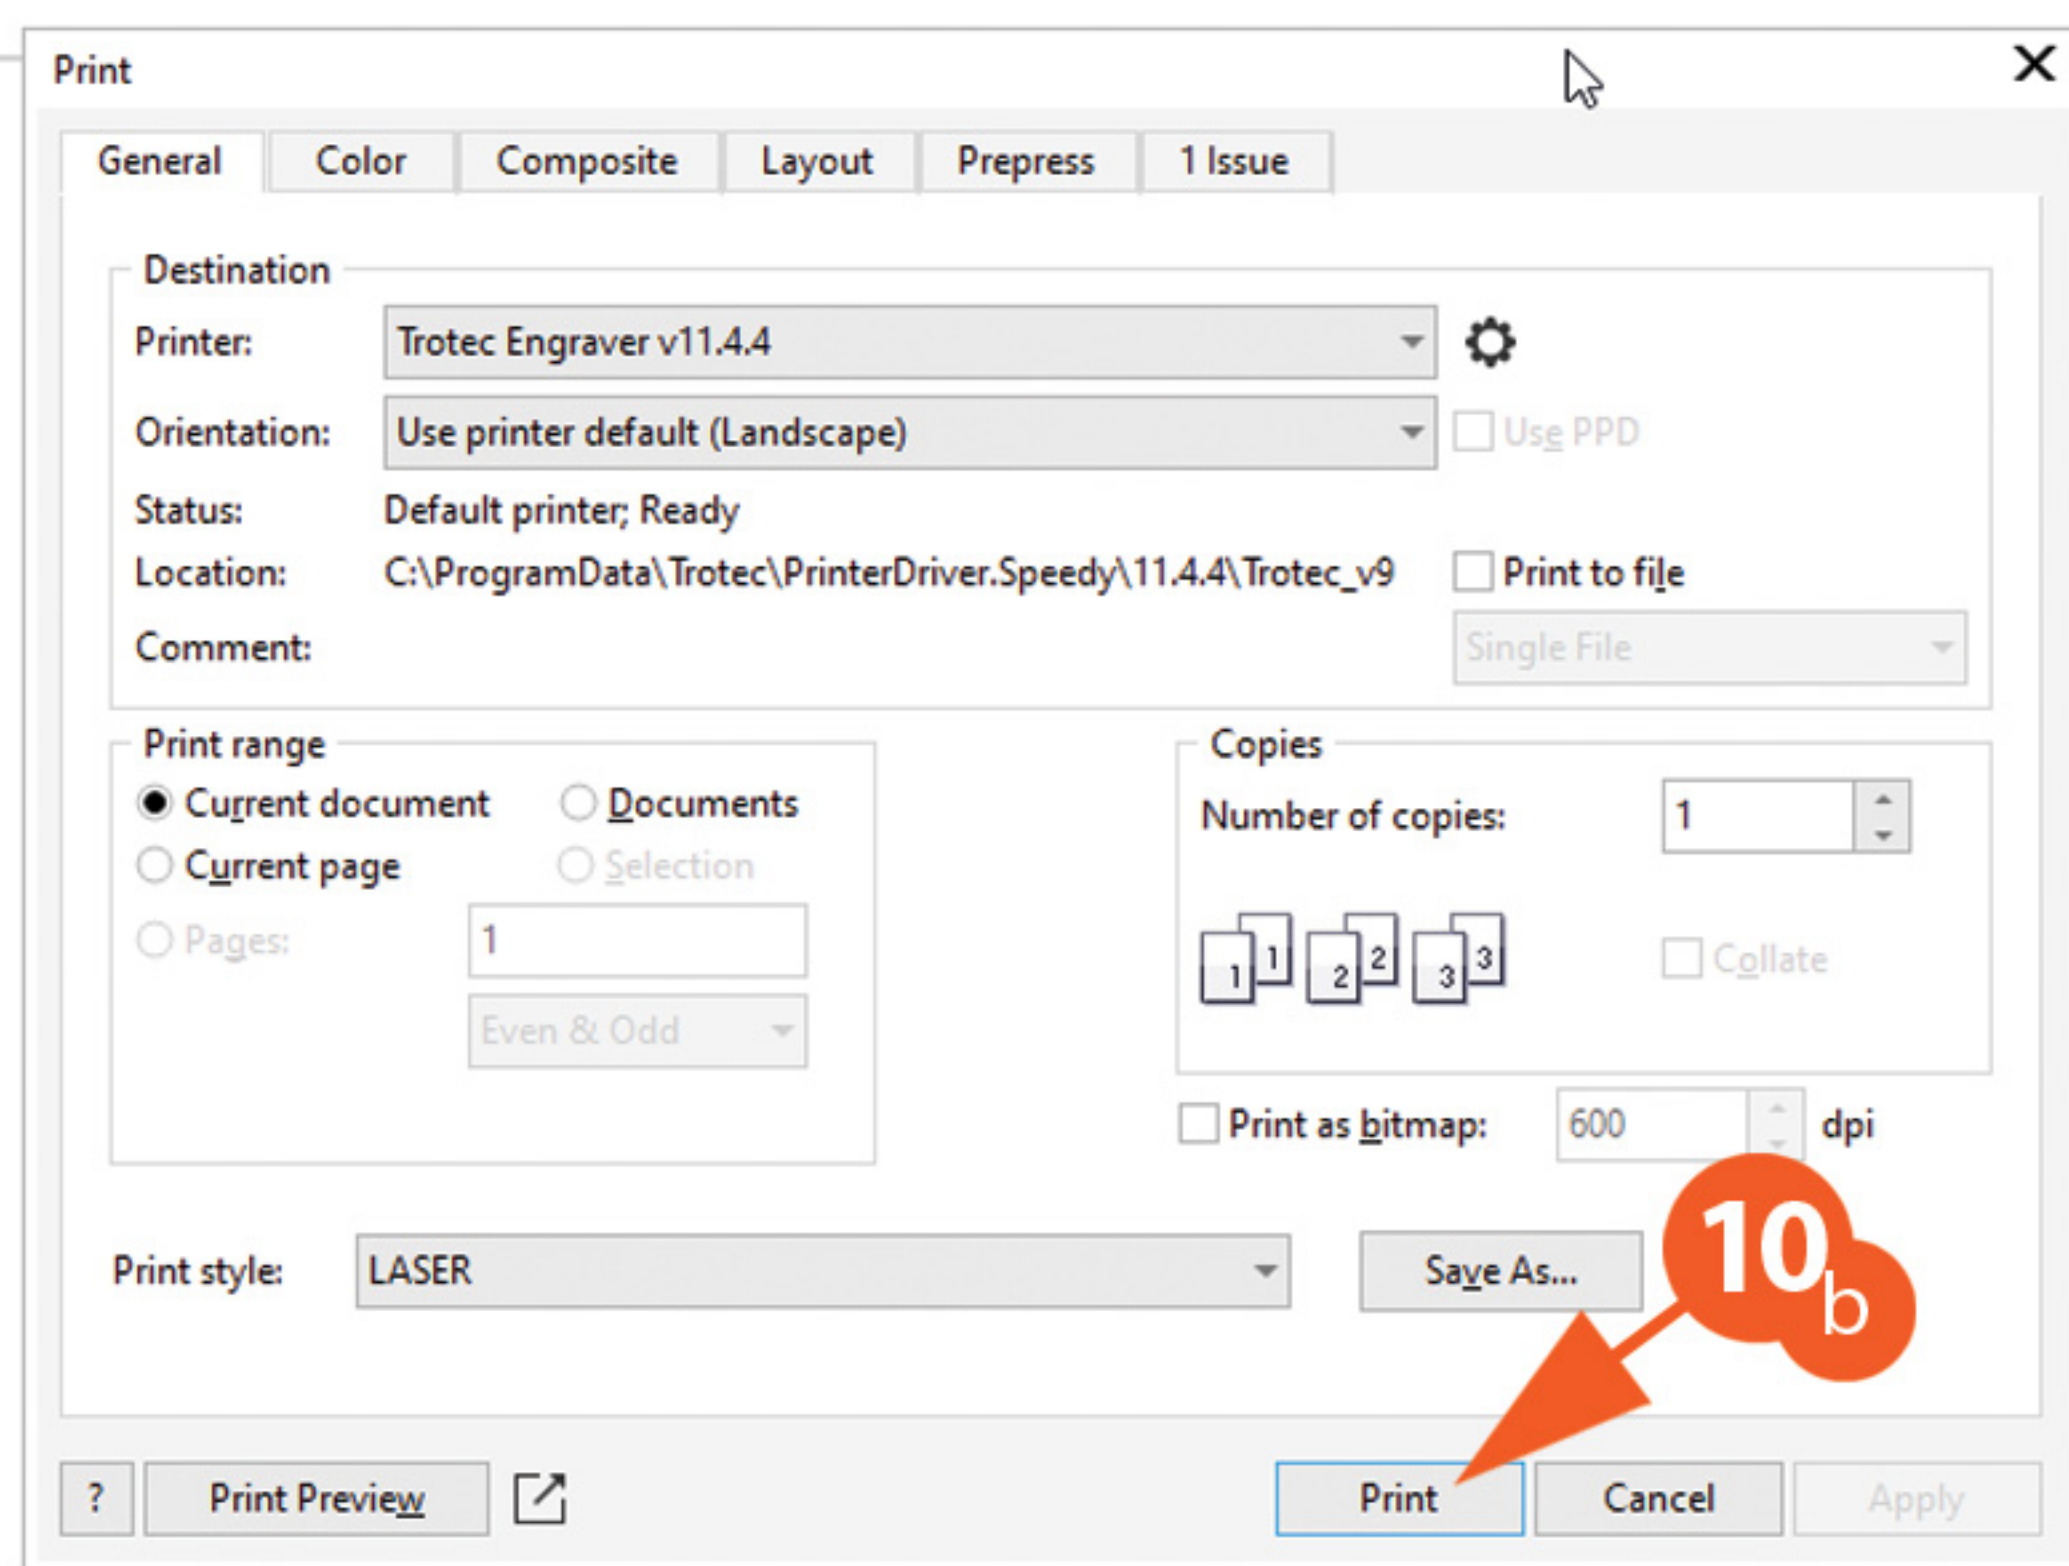 Print
General Color Composite Layout Prepress 1 Issue
Destination
Printer: Trotec Engraver v11.4.4
Orientation: Use printer default (Landscape) Use PPD
Status: Default printer; Ready
Location: C:\ProgramData\Trotec\PrinterDriver.Speedy\11.4.4\Trotec_v9 Print to file
Comment: Single File
Print range Copies
Current document Documents Number of copies: 1
Current page Selection
Pages: 1 1 1 2 2 3 3 Collate
Even & Odd
Print as bitmap: 600 dpi
Print style: LASER Save As... 10 b
? Print Preview Print Cancel Apply